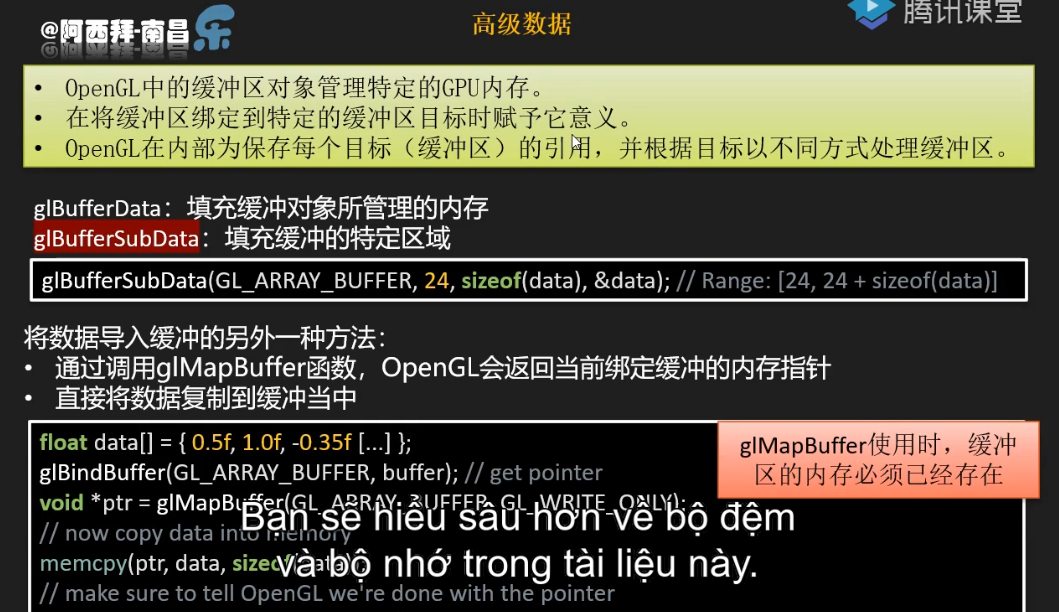 @阿西拜-南昌
高级数据
腾讯课堂
• OpenGL中的缓冲区对象管理特定的GPU内存。
• 在将缓冲区绑定到特定的缓冲区目标时赋予它意义。
• OpenGL在内部为保存每个目标（缓冲区）的引用，并根据目标以不同方式处理缓冲区。
glBufferData：填充缓冲对象所管理的内存
glBufferSubData：填充缓冲的特定区域
glBufferSubData(GL_ARRAY_BUFFER, 24, sizeof(data), &data); // Range: [24, 24 + sizeof(data)]
将数据导入缓冲的另外一种方法：
• 通过调用glMapBuffer函数，OpenGL会返回当前绑定缓冲的内存指针
• 直接将数据复制到缓冲当中
float data[] = { 0.5f, 1.0f, -0.35f [...] };
glBindBuffer(GL_ARRAY_BUFFER, buffer); // get pointer
void *ptr = glMapBuffer(GL_ARRAY_BUFFER, GL_WRITE_ONLY);
// now copy data into memory
memcpy(ptr, data, sizeof(data));
// make sure to tell OpenGL we're done with the pointer
glMapBuffer使用时，缓冲
区的内存必须已经存在
Bạn sẽ hiểu sâu hơn về bộ đệm
và bộ nhớ trong tài liệu này.